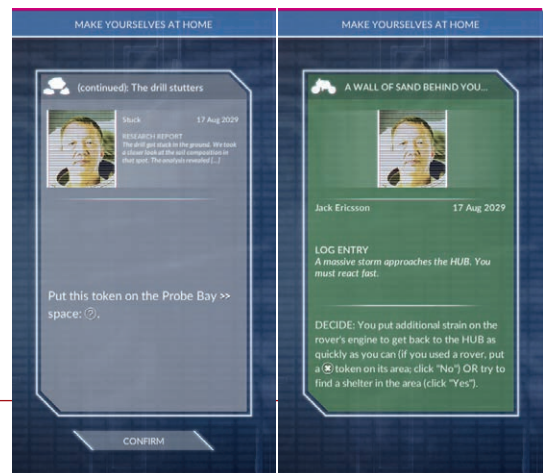 MAKE YOURSELVES AT HOME
(continued): The drill stutters
Stuck 17 Aug 2029
RESEARCH REPORT
The drill got stuck in the ground. We took
a closer look at the soil composition in
that spot. The analysis revealed [...]
Put this token on the Probe Bay >>
space: ?.
CONFIRM
MAKE YOURSELVES AT HOME
A WALL OF SAND BEHIND YOU...
Jack Ericsson 17 Aug 2029
LOG ENTRY
A massive storm approaches the HUB. You
must react fast.
DECIDE: You put additional strain on the
rover's engine to get back to the HUB as
quickly as you can (if you used a rover, put
a token on its area; click "No") OR try to
find a shelter in the area (click "Yes").